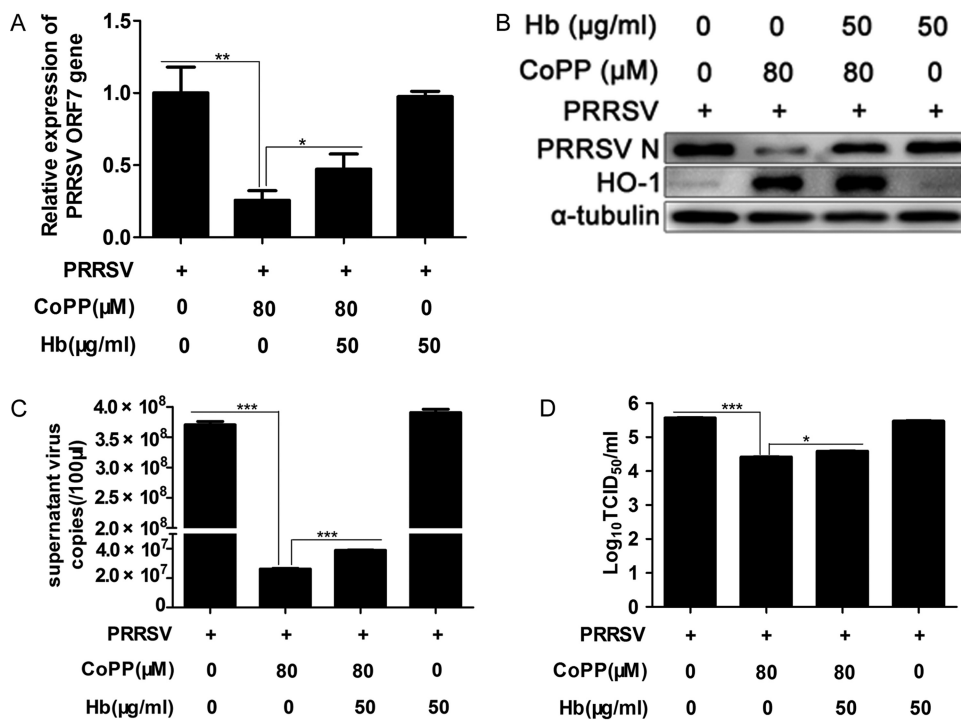 A
Relative expression of
PRRSV ORF7 gene
1.5
1.0
0.5
0.0
**
*
PRRSV + + + +
CoPP(µM) 0 80 80 0
Hb(µg/ml) 0 0 50 50
B
Hb (µg/ml) 0 0 50 50
CoPP (µM) 0 80 80 0
PRRSV + + + +
PRRSV N
HO-1
α-tubulin
C
supernatant virus
copies(/100µl)
4.0 × 10⁸
3.5 × 10⁸
3.0 × 10⁸
2.5 × 10⁸
2.0 × 10⁸
4.0 × 10⁷
2.0 × 10⁷
0
***
***
PRRSV + + + +
CoPP(µM) 0 80 80 0
Hb(µg/ml) 0 0 50 50
D
Log₁₀TCID₅₀/ml
6
5
4
3
2
1
0
***
*
PRRSV + + + +
CoPP(µM) 0 80 80 0
Hb(µg/ml) 0 0 50 50